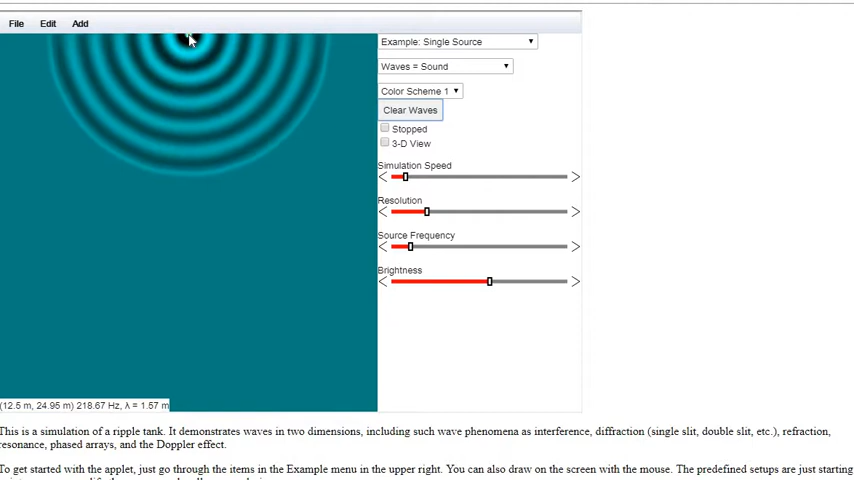 File Edit Add
Example: Single Source
Waves = Sound
Color Scheme 1
Clear Waves
Stopped
3-D View
Simulation Speed
Resolution
Source Frequency
Brightness
(12.5 m, 24.95 m) 218.67 Hz, λ = 1.57 m
This is a simulation of a ripple tank. It demonstrates waves in two dimensions, including such wave phenomena as interference, diffraction (single slit, double slit, etc.), refraction,
resonance, phased arrays, and the Doppler effect.
To get started with the applet, just go through the items in the Example menu in the upper right. You can also draw on the screen with the mouse. The predefined setups are just starting